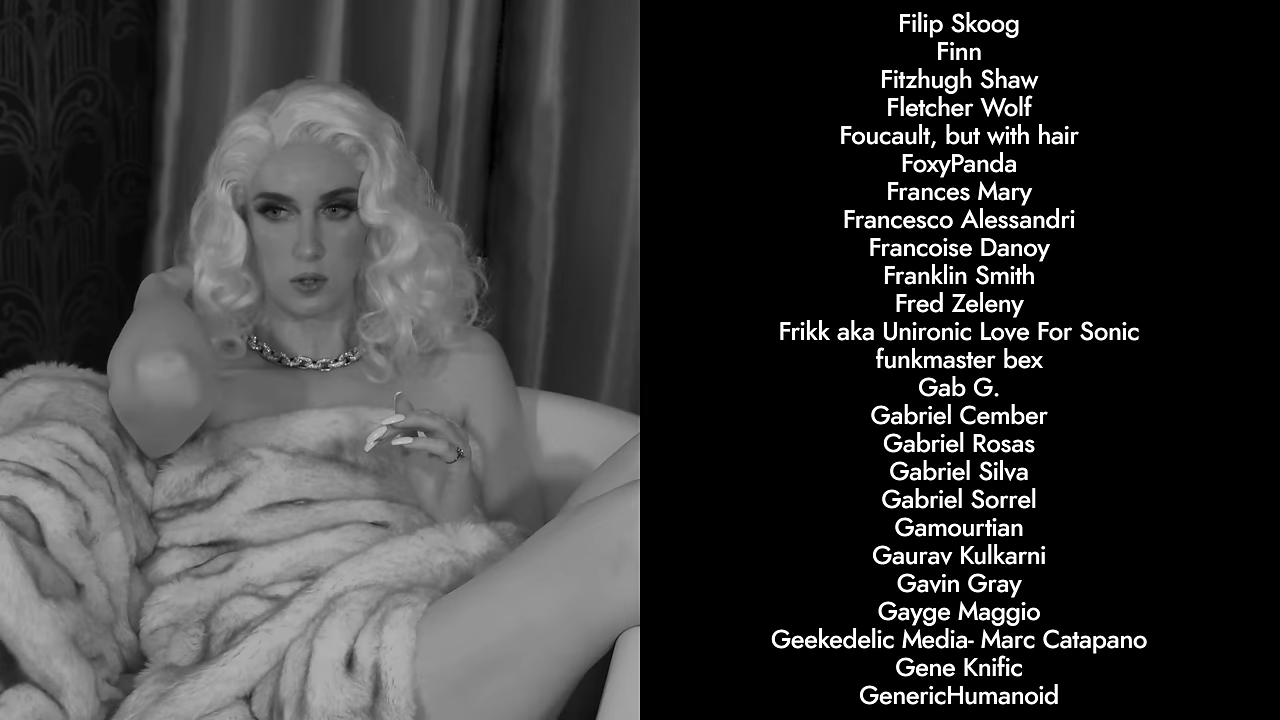 Filip Skoog
Finn
Fitzhugh Shaw
Fletcher Wolf
Foucault, but with hair
FoxyPanda
Frances Mary
Francesco Alessandri
Francoise Danoy
Franklin Smith
Fred Zeleny
Frikk aka Unironic Love For Sonic
funkmaster bex
Gab G.
Gabriel Cember
Gabriel Rosas
Gabriel Silva
Gabriel Sorrel
Gamourtian
Gaurav Kulkarni
Gavin Gray
Gayge Maggio
Geekedelic Media- Marc Catapano
Gene Knific
GenericHumanoid